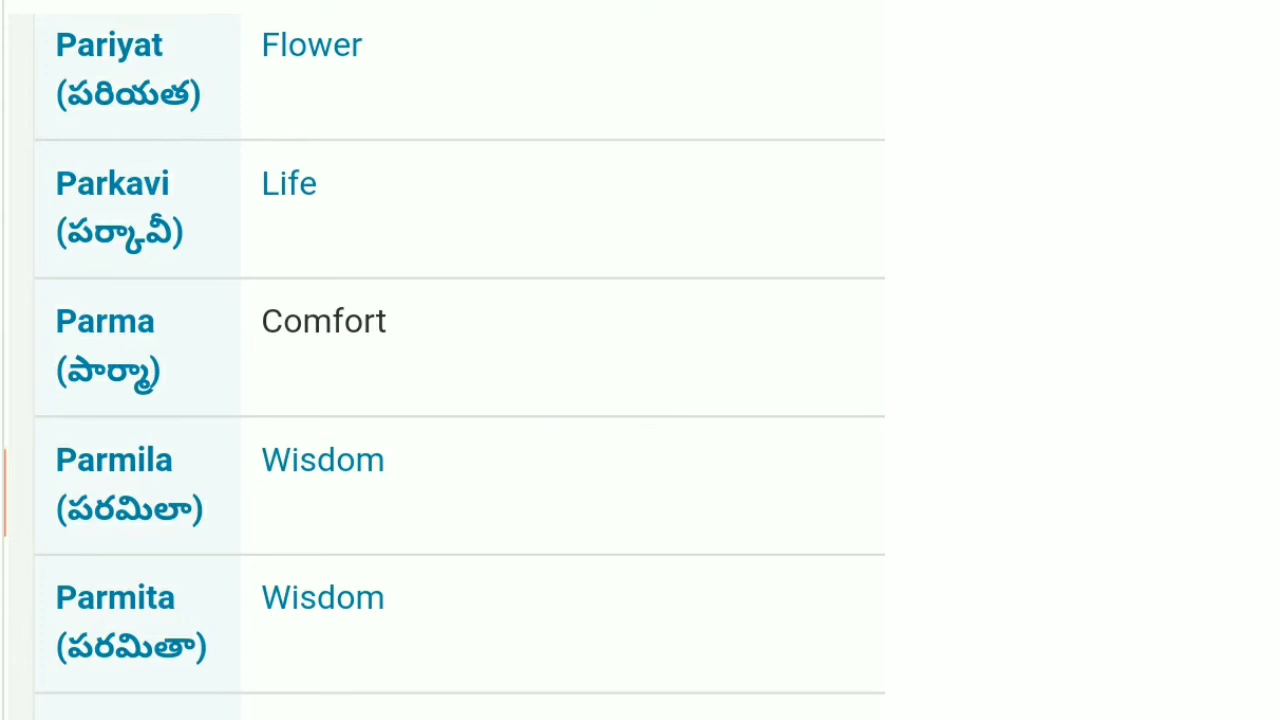 Pariyat Flower
(పరియత)
Parkavi Life
(పర్కావీ)
Parma Comfort
(పార్మా)
Parmila Wisdom
(పరమిలా)
Parmita Wisdom
(పరమితా)